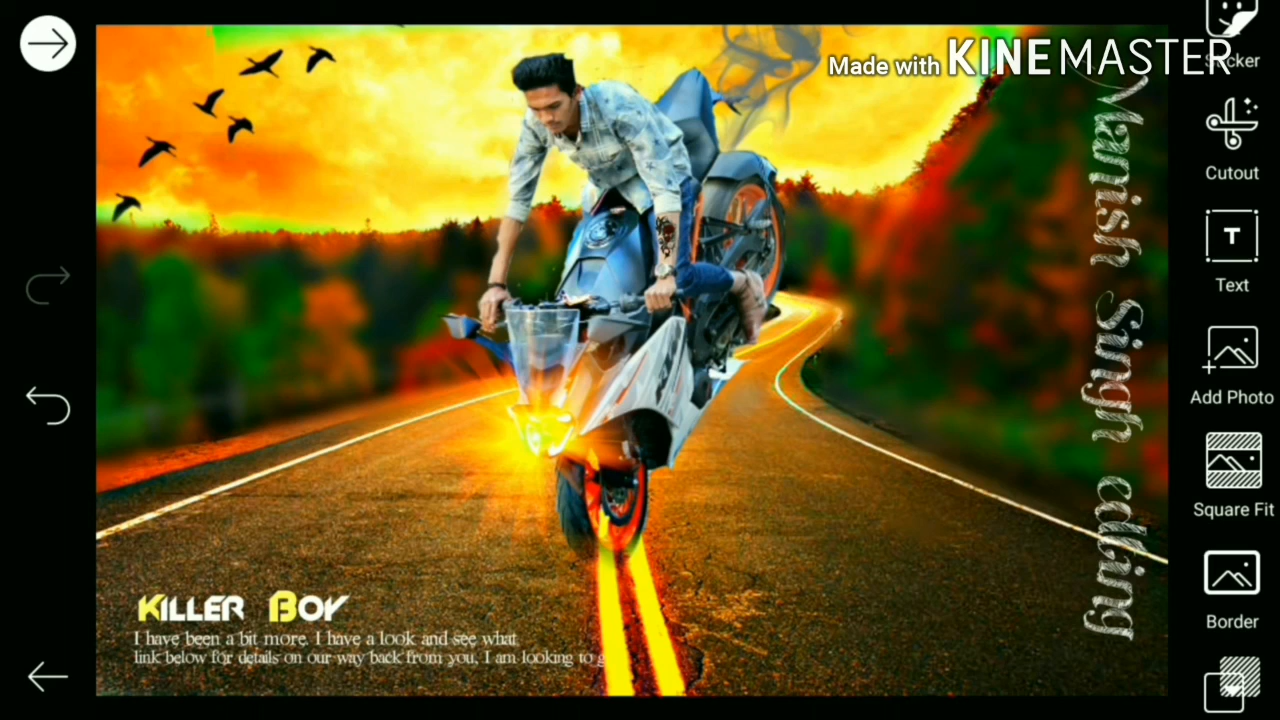 Made with KINEMASTER
Sticker
Cutout
Text
Add Photo
Square Fit
Border
Manish Singh editing
KILLER BOY
I have been a bit more. I have a look and see what
link below for details on our way back from you, I am looking to g